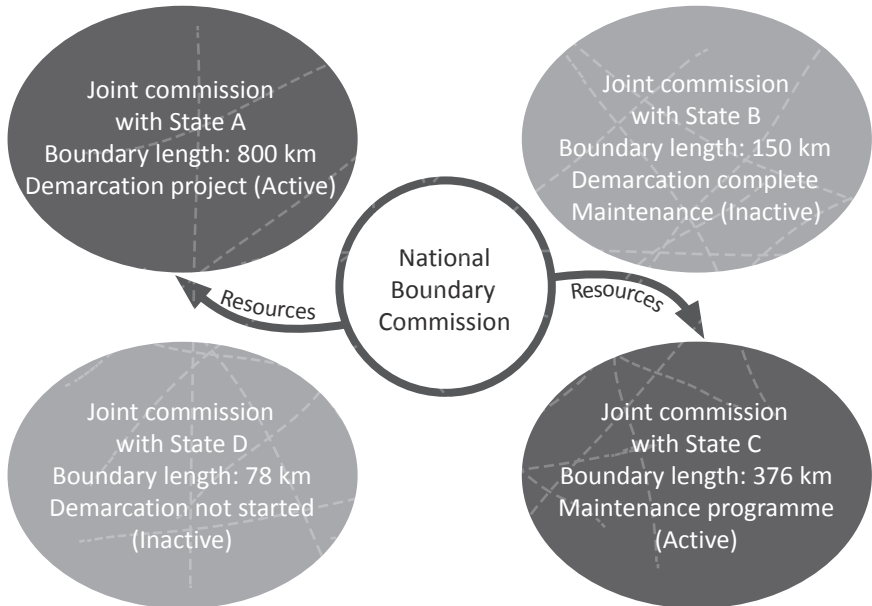 Joint commission
with State A
Boundary length: 800 km
Demarcation project (Active)
Joint commission
with State B
Boundary length: 150 km
Demarcation complete
Maintenance (Inactive)
National
Boundary
Commission
Resources
Resources
Joint commission
with State D
Boundary length: 78 km
Demarcation not started
(Inactive)
Joint commission
with State C
Boundary length: 376 km
Maintenance programme
(Active)